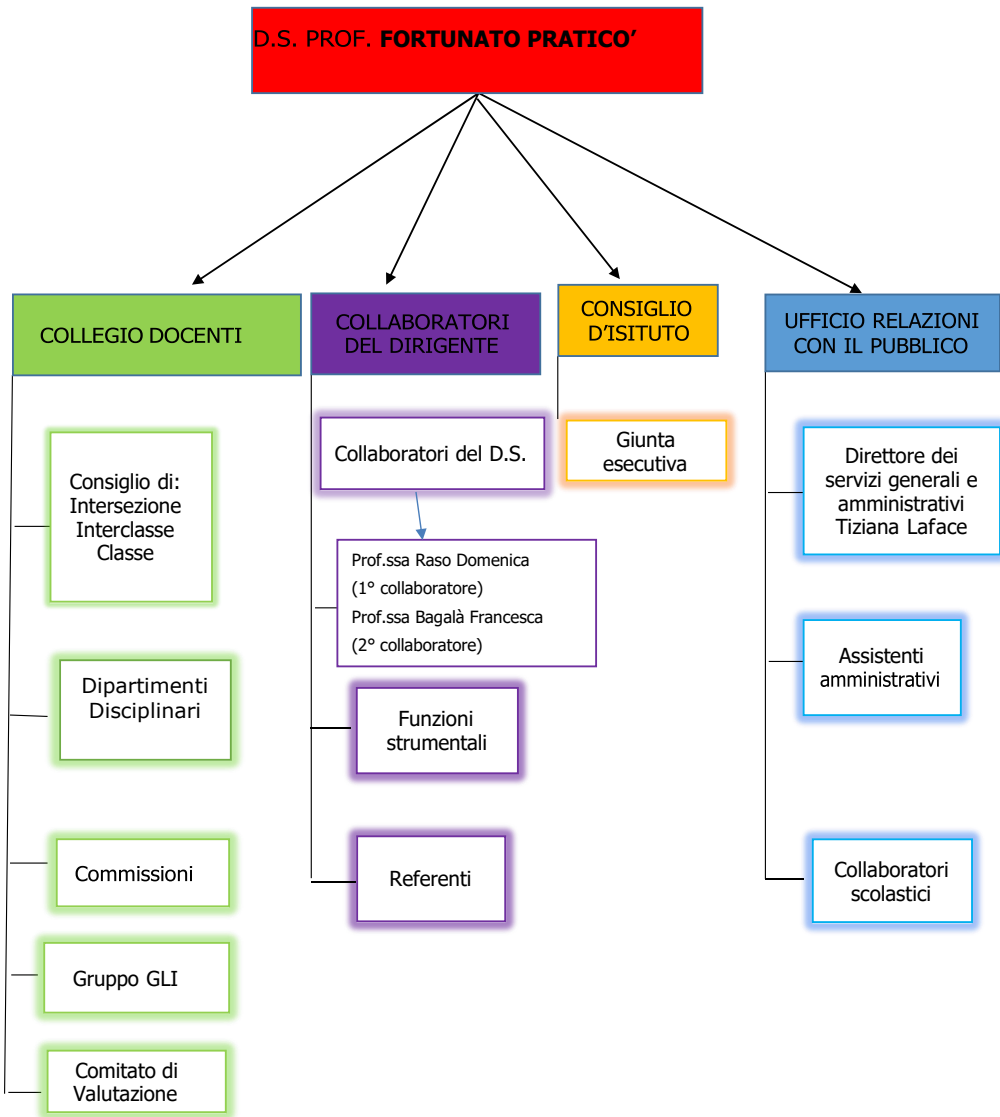 D.S. PROF. FORTUNATO PRATICO’
COLLEGIO DOCENTI
Consiglio di:
Intersezione
Interclasse
Classe
Dipartimenti
Disciplinari
Commissioni
Gruppo GLI
Comitato di
Valutazione
COLLABORATORI
DEL DIRIGENTE
Collaboratori del D.S.
Prof.ssa Raso Domenica
(1° collaboratore)
Prof.ssa Bagalà Francesca
(2° collaboratore)
Funzioni
strumentali
Referenti
CONSIGLIO
D’ISITUTO
Giunta
esecutiva
UFFICIO RELAZIONI
CON IL PUBBLICO
Direttore dei
servizi generali e
amministrativi
Tiziana Laface
Assistenti
amministrativi
Collaboratori
scolastici